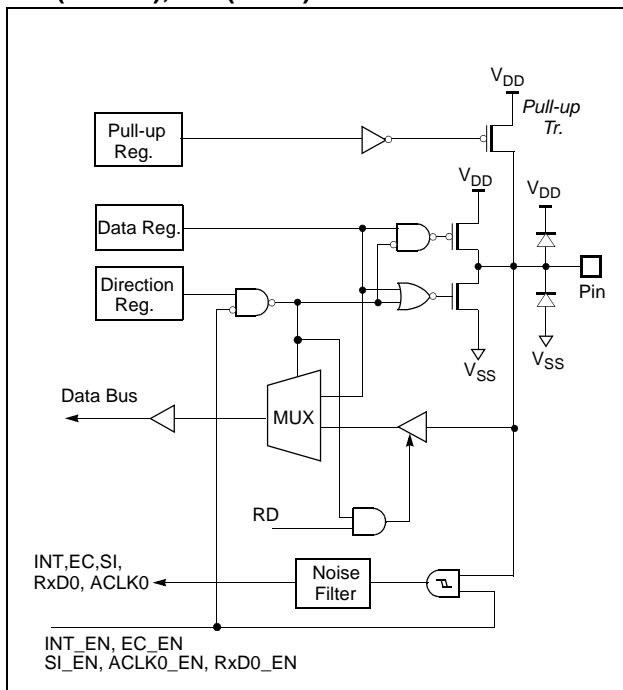 VDD
Pull-up
Tr.
Pull-up
Reg.
VDD
VDD
Data Reg.
Direction
Reg.
Pin
VSS
VSS
Data Bus
MUX
RD
INT,EC,SI,
RxD0, ACLK0
Noise
Filter
INT_EN, EC_EN
SI_EN, ACLK0_EN, RxD0_EN